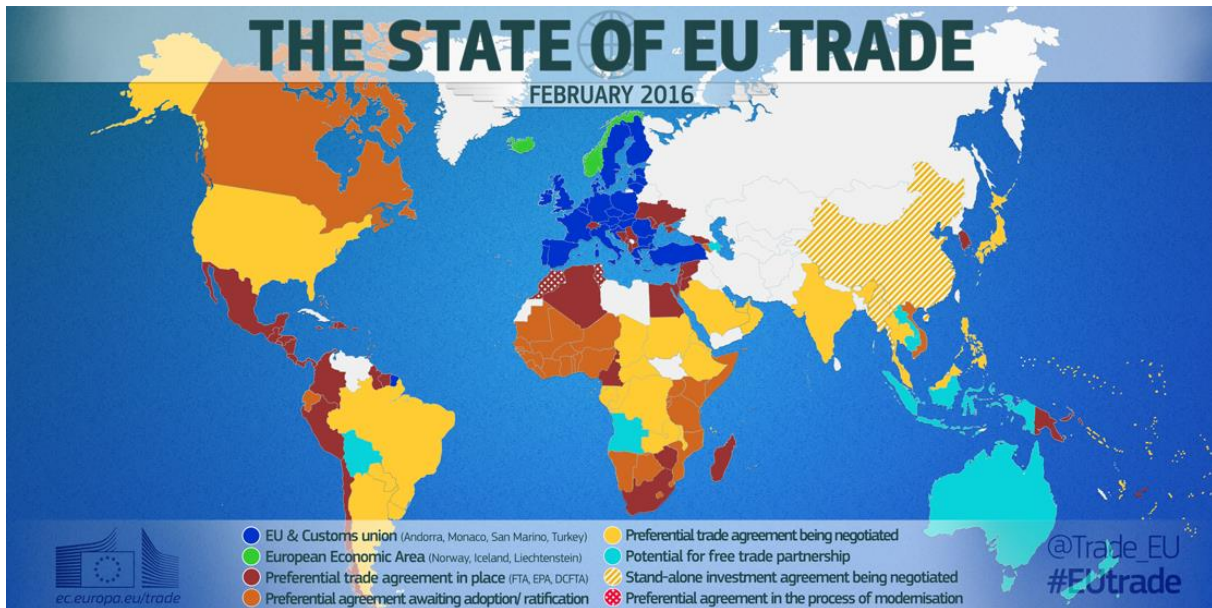 THE STATE OF EU TRADE
FEBRUARY 2016
EU & Customs union (Andorra, Monaco, San Marino, Turkey)
European Economic Area (Norway, Iceland, Liechtenstein)
Preferential trade agreement in place (FTA, EPA, DCFTA)
Preferential agreement awaiting adoption/ ratification
Preferential trade agreement being negotiated
Potential for free trade partnership
Stand-alone investment agreement being negotiated
Preferential agreement in the process of modernisation
ec.europa.eu/trade
@Trade_EU
#EUtrade